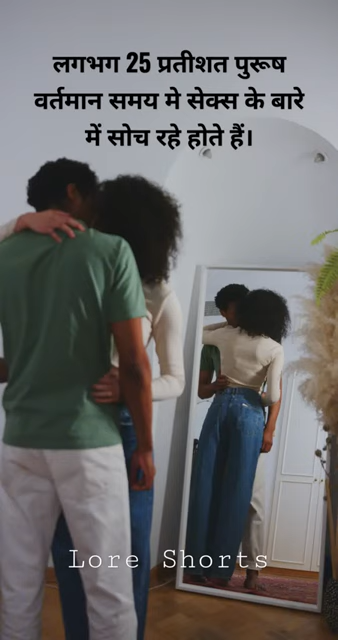 लगभग 25 प्रतीशत पुरूष
वर्तमान समय मे सेक्स के बारे
में सोच रहे होते हैं।
Lore Shorts